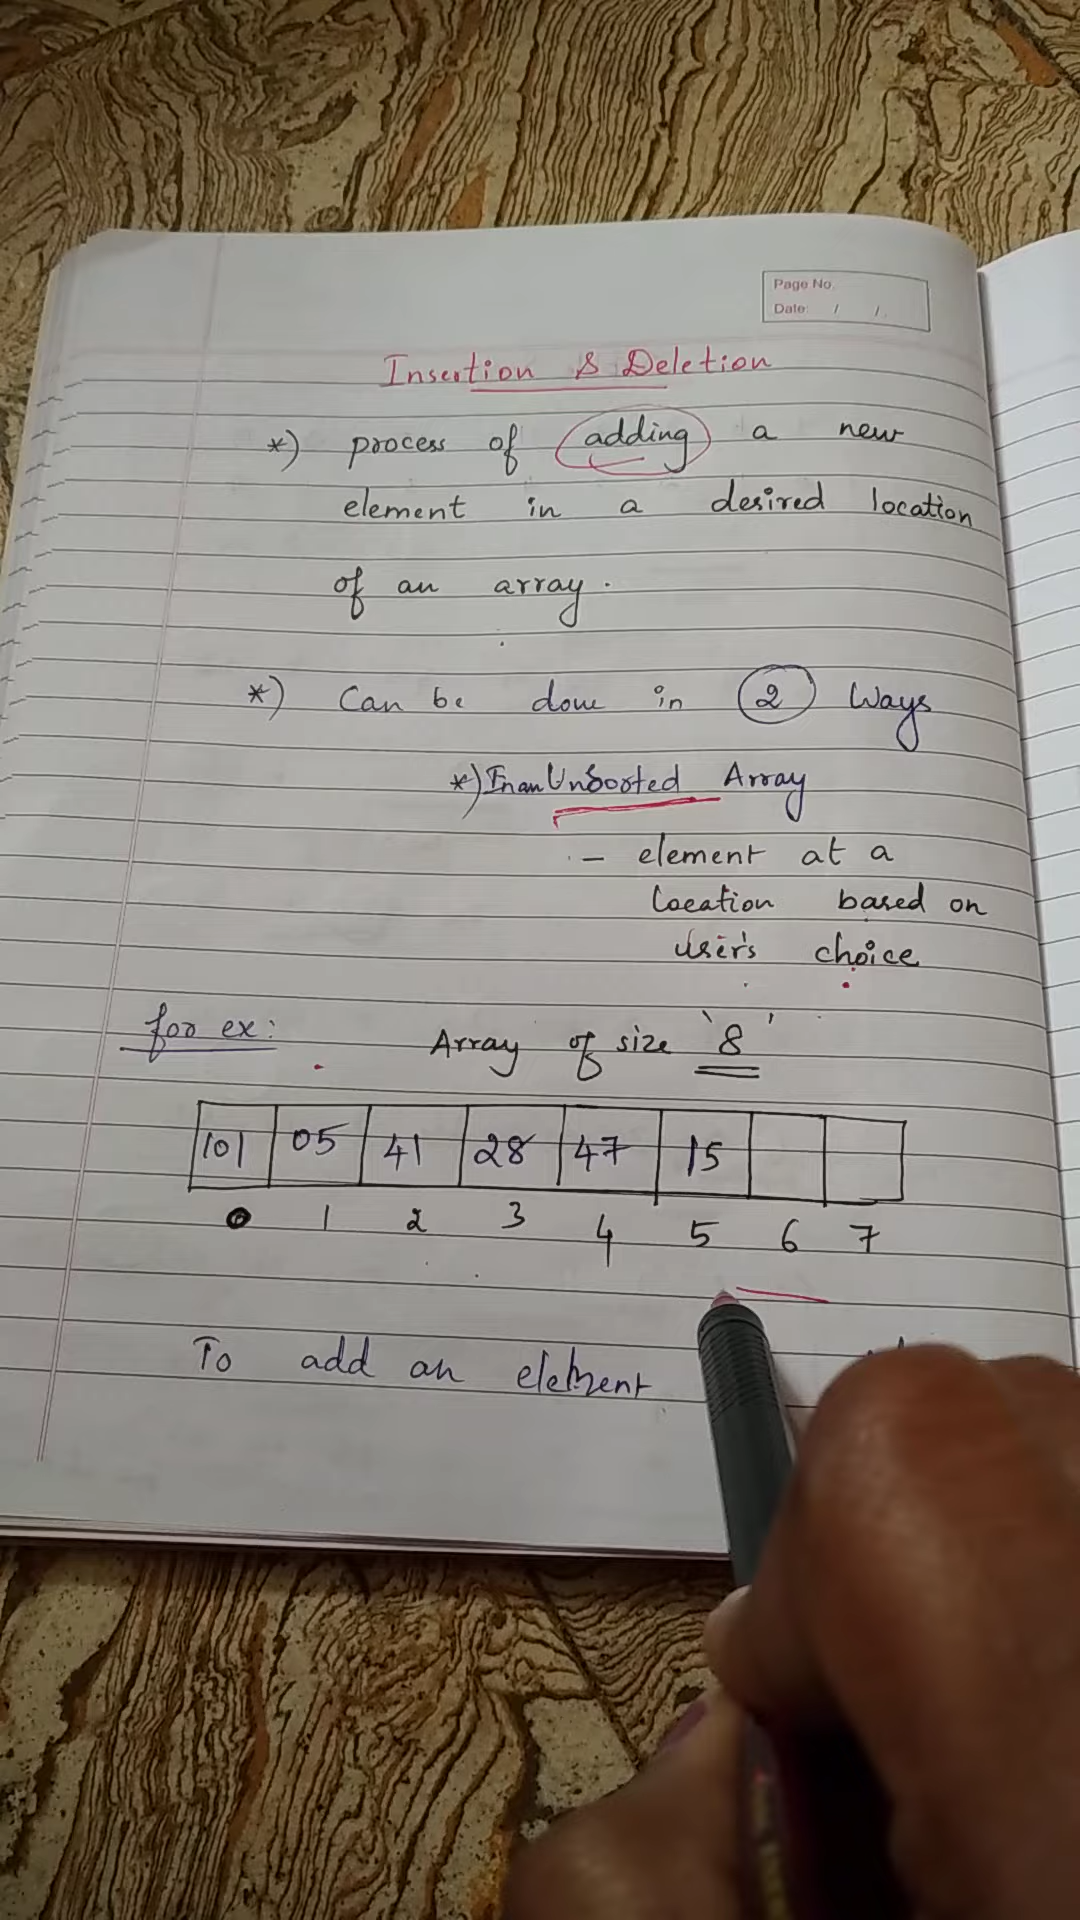 Page No.
Date: / /
Insertion & Deletion
*) process of adding a new
element in a desired location
of an array.
*) Can be done in 2 Ways
*) In an UnSorted Array
- element at a
location based on
user's choice
for ex: Array of size '8'
101 05 41 28 47 15
0 1 2 3 4 5 6 7
To add an element